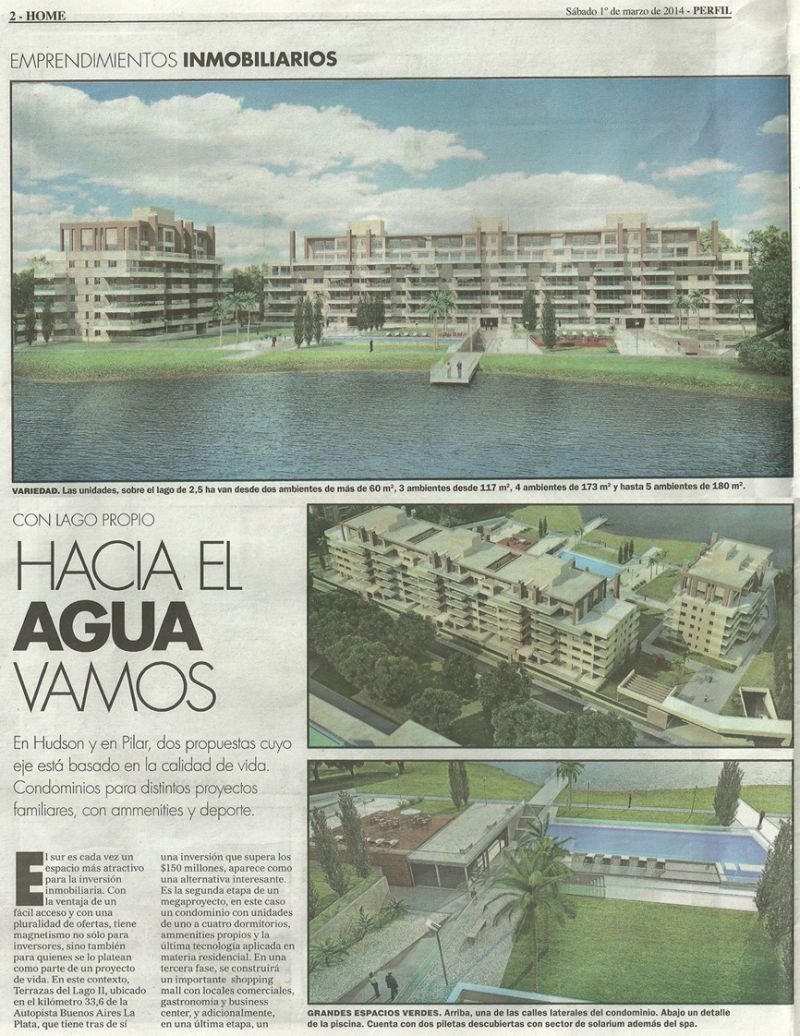 2 - HOME
Sábado 1º de marzo de 2014 - PERFIL
EMPRENDIMIENTOS INMOBILIARIOS
VARIEDAD. Las unidades, sobre el lago de 2,5 ha van desde dos ambientes de más de 60 m², 3 ambientes desde 117 m², 4 ambientes de 173 m² y hasta 5 ambientes de 180 m².
CON LAGO PROPIO
HACIA EL
AGUA
VAMOS
En Hudson y en Pilar, dos propuestas cuyo
eje está basado en la calidad de vida.
Condominios para distintos proyectos
familiares, con ammenities y deporte.
El sur es cada vez un
espacio más atractivo
para la inversión
inmobiliaria. Con
la ventaja de un
fácil acceso y con una
pluralidad de ofertas, tiene
magnetismo no sólo para
inversores, sino también
para quienes se lo platean
como parte de un proyecto
de vida. En este contexto,
Terrazas del Lago II, ubicado
en el kilómetro 33,6 de la
Autopista Buenos Aires La
Plata, que tiene tras de sí
una inversión que supera los
$150 millones, aparece como
una alternativa interesante.
Es la segunda etapa de un
megaproyecto, en este caso
un condominio con unidades
de uno a cuatro dormitorios,
ammenities propios y la
última tecnología aplicada en
materia residencial. En una
tercera fase, se construirá
un importante shopping
mall con locales comerciales,
gastronomía y business
center, y adicionalmente,
en una última etapa, un
GRANDES ESPACIOS VERDES. Arriba, una de las calles laterales del condominio. Abajo un detalle
de la piscina. Cuenta con dos piletas descubiertas con sector de solarium además del spa.